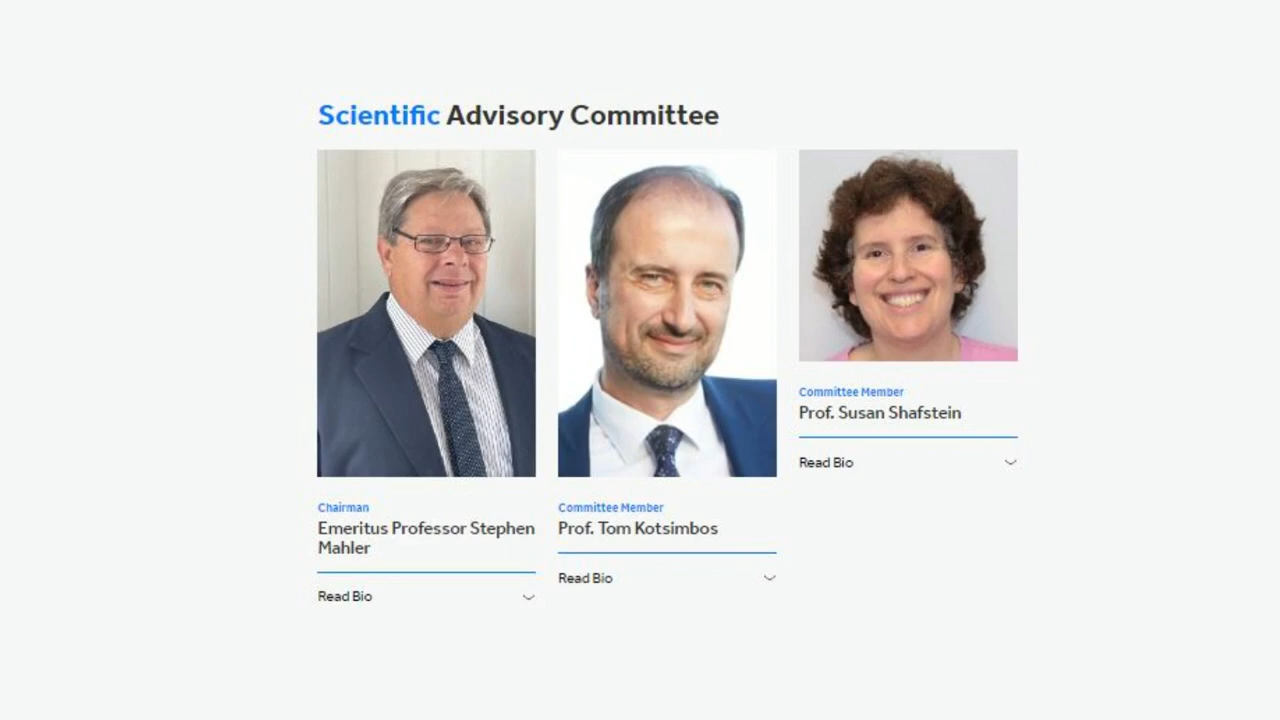 Scientific Advisory Committee
Chairman
Emeritus Professor Stephen
Mahler
Read Bio
Committee Member
Prof. Tom Kotsimbos
Read Bio
Committee Member
Prof. Susan Shafstein
Read Bio